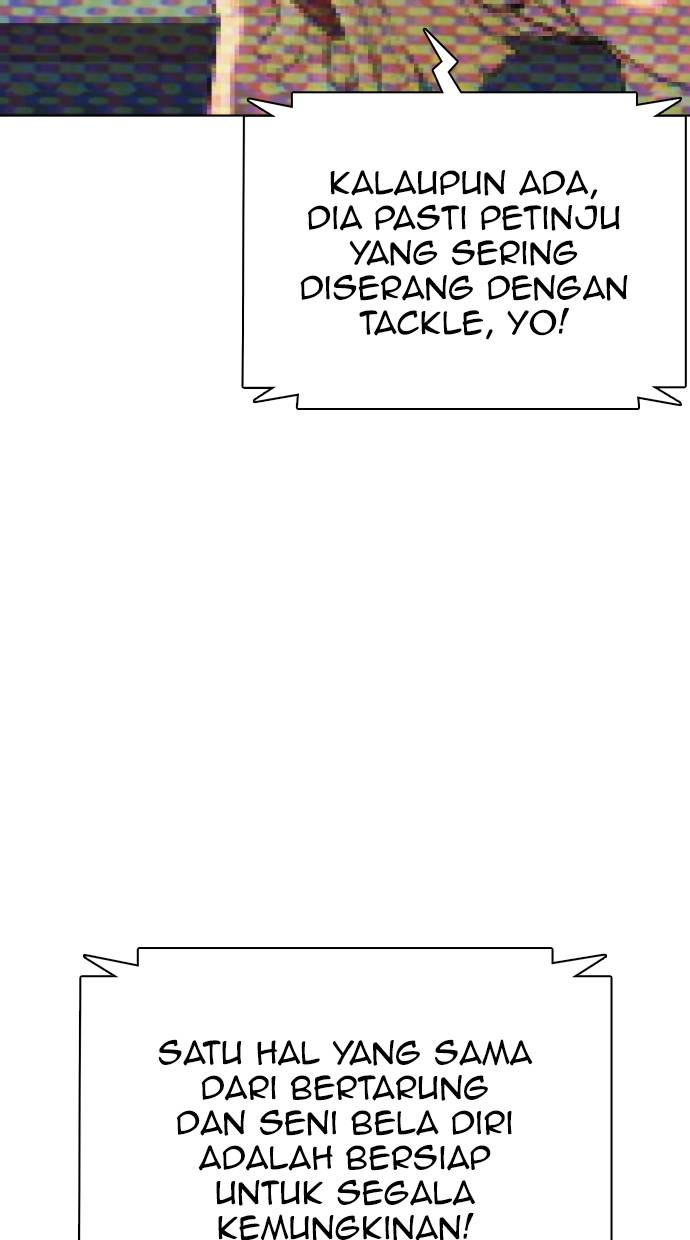 KALAUPUN ADA,
DIA PASTI PETINJU
YANG SERING
DISERANG DENGAN
TACKLE, YO!
SATU HAL YANG SAMA
DARI BERTARUNG
DAN SENI BELA DIRI
ADALAH BERSIAP
UNTUK SEGALA
KEMUNGKINAN!